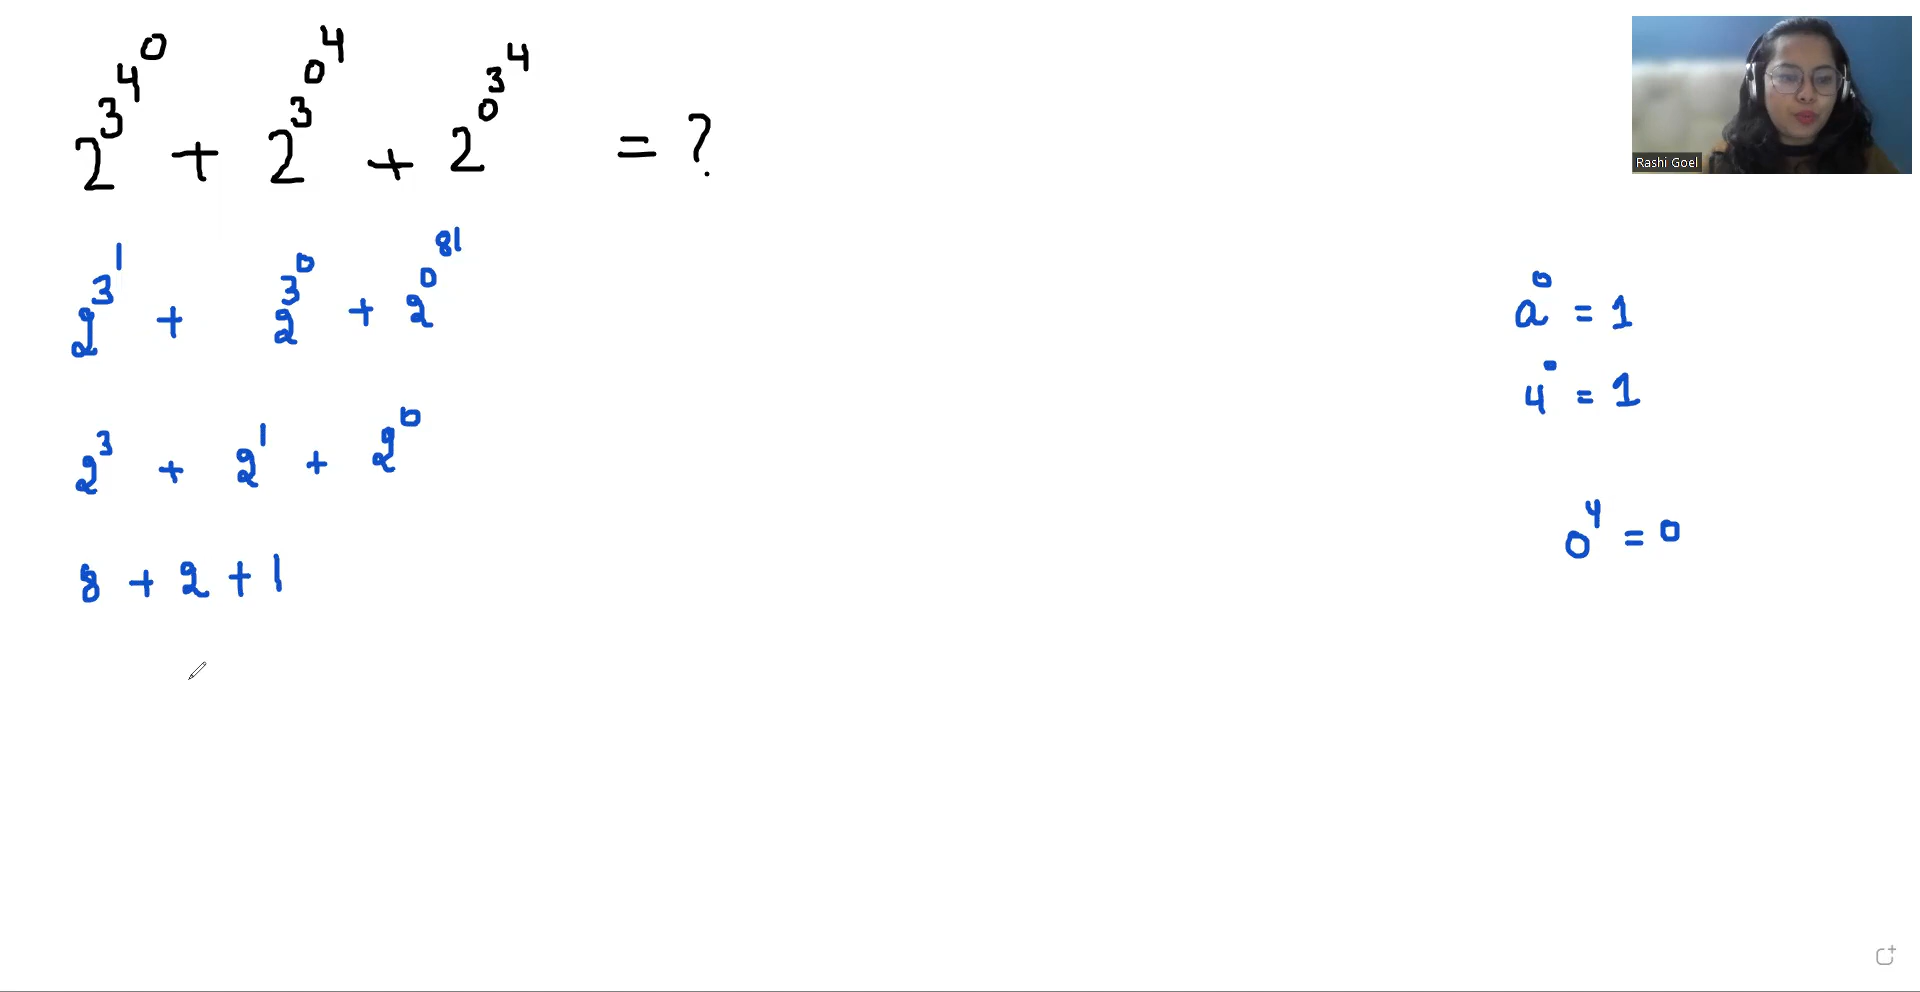 2^3^4^0 + 2^3^0^4 + 2^0^3^4 = ?
2^3^1 + 2^3^0 + 2^0^81
2^3 + 2^1 + 2^0
8 + 2 + 1
a^0 = 1
4^0 = 1
0^4 = 0
Rashi Goel